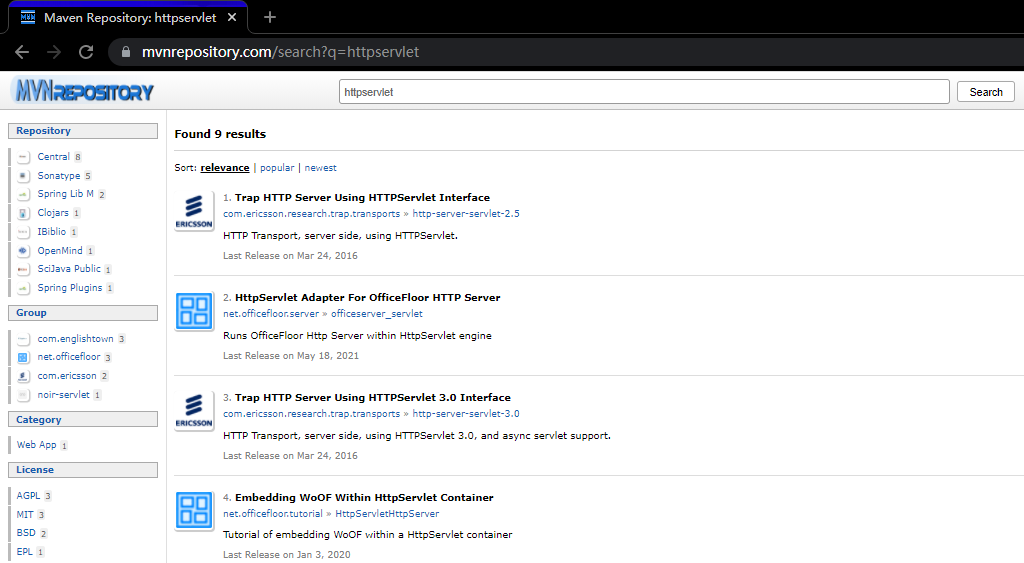 Maven Repository: httpservlet
mvnrepository.com/search?q=httpservlet
MVNREPOSITORY
httpservlet
Search
Repository
Central 8
Sonatype 5
Spring Lib M 2
Clojars 1
IBiblio 1
OpenMind 1
SciJava Public 1
Spring Plugins 1
Group
com.englishtown 3
net.officefloor 3
com.ericsson 2
noir-servlet 1
Category
Web App 1
License
AGPL 3
MIT 3
BSD 2
EPL 1
Found 9 results
Sort: relevance | popular | newest
ERICSSON
1. Trap HTTP Server Using HTTPServlet Interface
com.ericsson.research.trap.transports » http-server-servlet-2.5
HTTP Transport, server side, using HTTPServlet.
Last Release on Mar 24, 2016
2. HttpServlet Adapter For OfficeFloor HTTP Server
net.officefloor.server » officeserver_servlet
Runs OfficeFloor Http Server within HttpServlet engine
Last Release on May 18, 2021
ERICSSON
3. Trap HTTP Server Using HTTPServlet 3.0 Interface
com.ericsson.research.trap.transports » http-server-servlet-3.0
HTTP Transport, server side, using HTTPServlet 3.0, and async servlet support.
Last Release on Mar 24, 2016
4. Embedding WoOF Within HttpServlet Container
net.officefloor.tutorial » HttpServletHttpServer
Tutorial of embedding WoOF within a HttpServlet container
Last Release on Jan 3, 2020